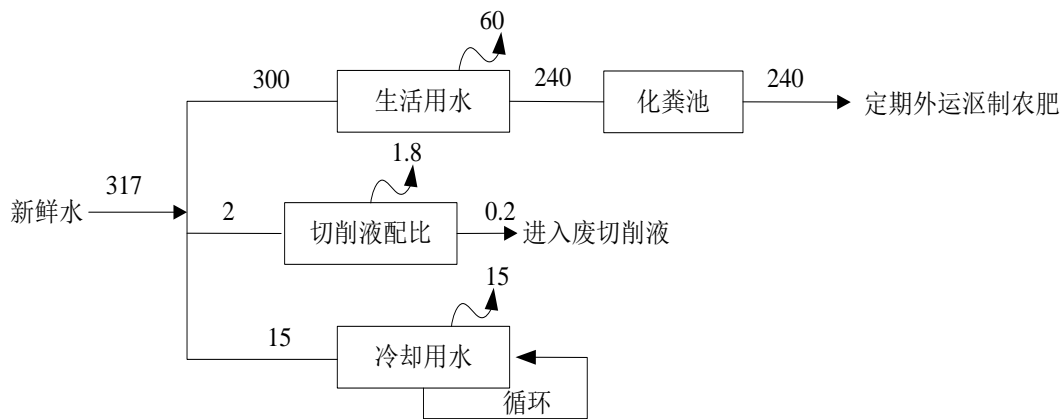 60
300
生活用水
240
化粪池
240
定期外运沤制农肥
1.8
新鲜水
317
2
切削液配比
0.2
进入废切削液
15
15
冷却用水
循环